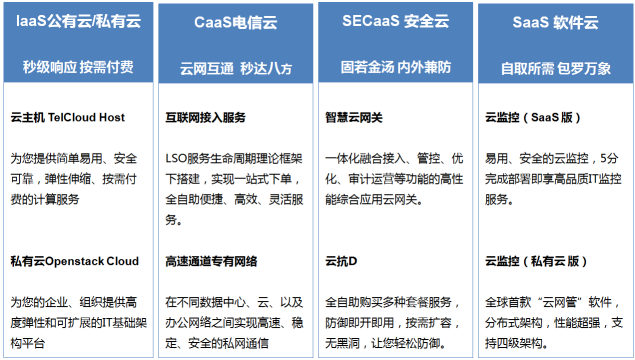 IaaS公有云/私有云
秒级响应 按需付费
云主机 TelCloud Host
为您提供简单易用、安全
可靠，弹性伸缩、按需付
费的计算服务
私有云Openstack Cloud
为您的企业、组织提供高
度弹性和可扩展的IT基础架
构平台
CaaS电信云
云网互通 秒达八方
互联网接入服务
LSO服务生命周期理论框架
下搭建，实现一站式下单，
全自助便捷、高效、灵活服
务。
高速通道专有网络
在不同数据中心、云、以及
办公网络之间实现高速、稳
定、安全的私网通信
SECaaS 安全云
固若金汤 内外兼防
智慧云网关
一体化融合接入、管控、优
化、审计运营等功能的高性
能综合应用云网关。
云抗D
全自助购买多种套餐服务，
防御即开即用，按需扩容，
无黑洞，让您轻松防御。
SaaS 软件云
自取所需 包罗万象
云监控（SaaS 版）
易用、安全的云监控，5分
完成部署即享高品质IT监控
服务。
云监控（私有云 版）
全球首款“云网管”软件，
分布式架构，性能超强，支
持四级架构。